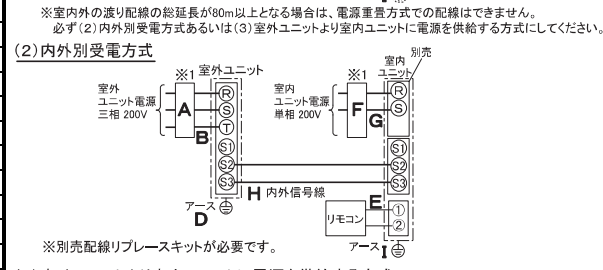 ※室内外の渡り配線の総延長が80m以上となる場合は、電源重畳方式での配線はできません。
必ず(2)内外別受電方式あるいは(3)室外ユニットより室内ユニットに電源を供給する方式にしてください。
(2)内外別受電方式
室外
ユニット電源
三相 200V
※1
A
B
室外ユニット
R
S
T
S1
S2
S3
アース
D
室内
ユニット電源
単相 200V
※1
F
G
室内
ユニット
別売
R
S
S1
S2
S3
H 内外信号線
リモコン
E
①
②
アース I
※別売配線リプレースキットが必要です。